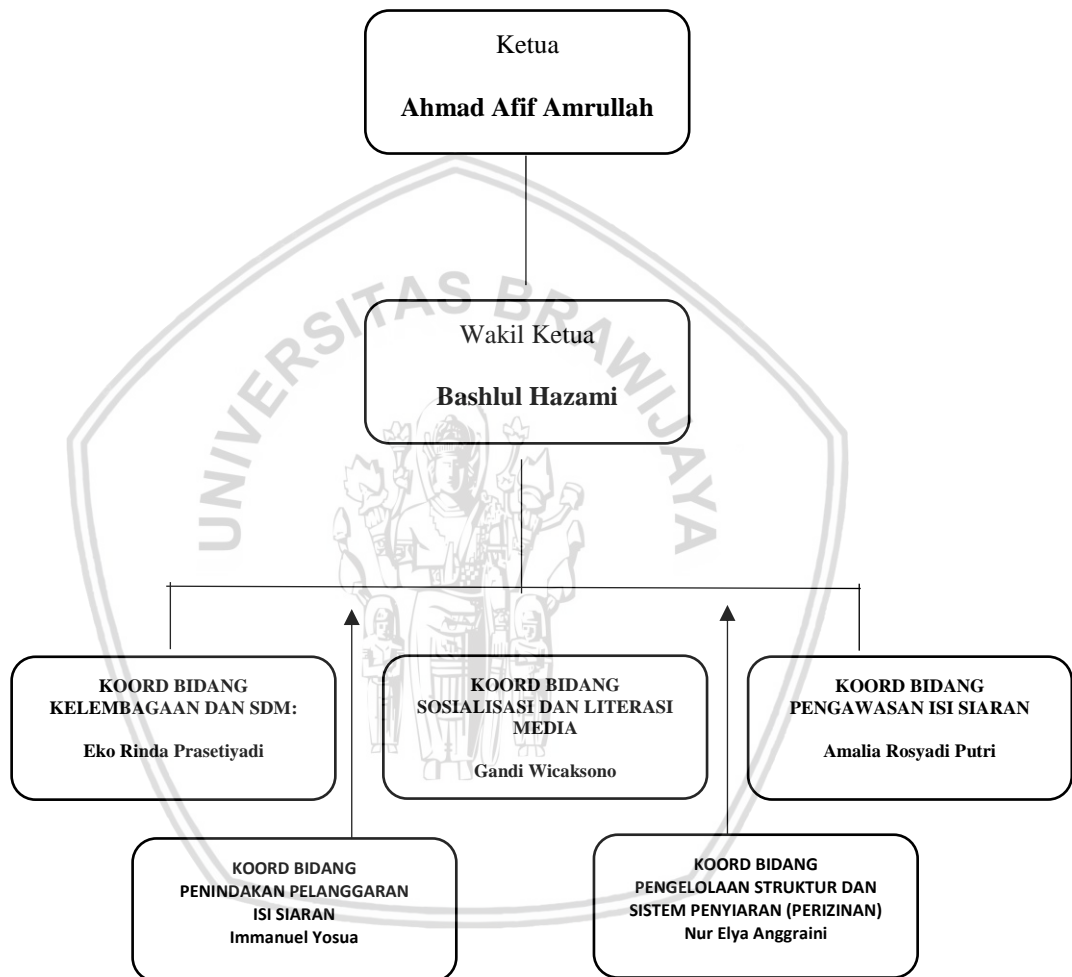 Ketua
Ahmad Afif Amrullah
UNIVERSITAS BRAWIJAYA
Wakil Ketua
Bashlul Hazami
KOORD BIDANG
KELEMBAGAAN DAN SDM:
Eko Rinda Prasetiyadi
KOORD BIDANG
SOSIALISASI DAN LITERASI
MEDIA
Gandi Wicaksono
KOORD BIDANG
PENGAWASAN ISI SIARAN
Amalia Rosyadi Putri
KOORD BIDANG
PENINDAKAN PELANGGARAN
ISI SIARAN
Immanuel Yosua
KOORD BIDANG
PENGELOLAAN STRUKTUR DAN
SISTEM PENYIARAN (PERIZINAN)
Nur Elya Anggraini